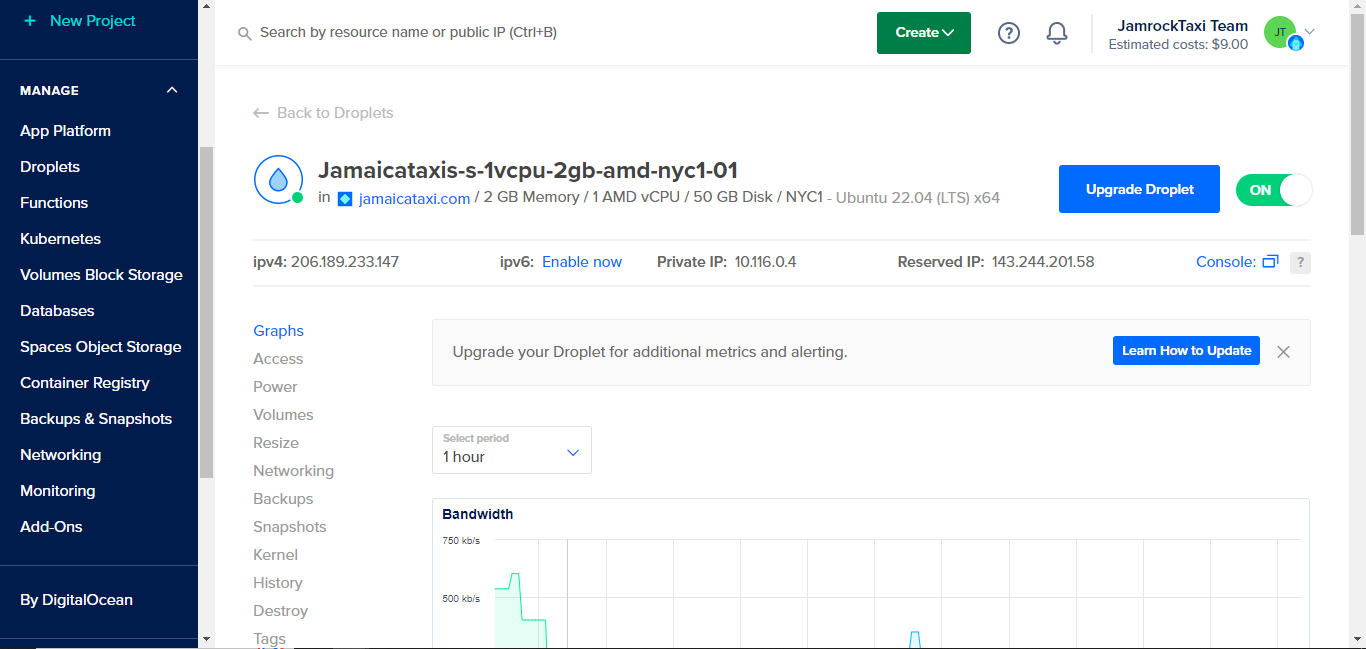 + New Project
MANAGE
App Platform
Droplets
Functions
Kubernetes
Volumes Block Storage
Databases
Spaces Object Storage
Container Registry
Backups & Snapshots
Networking
Monitoring
Add-Ons
By DigitalOcean
Search by resource name or public IP (Ctrl+B)
Create
?
JamrockTaxi Team
Estimated costs: $9.00
JT
← Back to Droplets
Jamaicataxis-s-1vcpu-2gb-amd-nyc1-01
in jamaicataxi.com / 2 GB Memory / 1 AMD vCPU / 50 GB Disk / NYC1 - Ubuntu 22.04 (LTS) x64
Upgrade Droplet
ON
ipv4: 206.189.233.147 ipv6: Enable now Private IP: 10.116.0.4 Reserved IP: 143.244.201.58 Console: ?
Graphs
Access
Power
Volumes
Resize
Networking
Backups
Snapshots
Kernel
History
Destroy
Tags
Upgrade your Droplet for additional metrics and alerting.
Learn How to Update
Select period
1 hour
Bandwidth
750 kb/s
500 kb/s